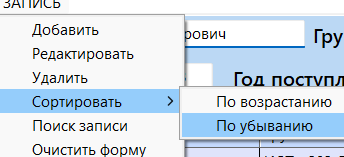 ЗАПИСЬ
Добавить
рович
Гру
Редактировать
Удалить
Год поступл
Сортировать
По возрастанию
Поиск записи
По убыванию
Очистить форму